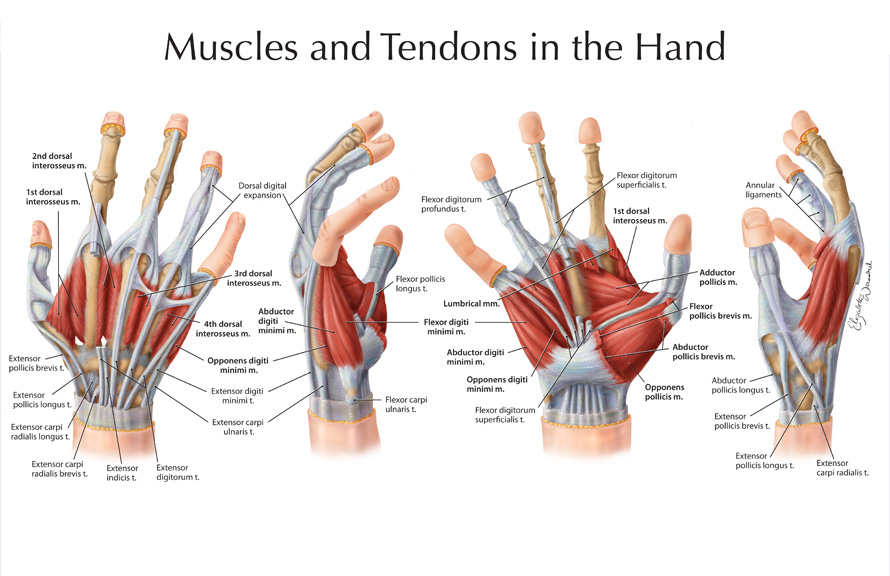 Muscles and Tendons in the Hand
2nd dorsal
interosseus m.
1st dorsal
interosseus m.
Dorsal digital
expansion
3rd dorsal
interosseus m.
4th dorsal
interosseus m.
Opponens digiti
minimi m.
Extensor digiti
minimi t.
Extensor carpi
ulnaris t.
Extensor
pollicis brevis t.
Extensor
pollicis longus t.
Extensor carpi
radialis longus t.
Extensor carpi
radialis brevis t.
Extensor
indicis t.
Extensor
digitorum t.
Abductor
digiti
minimi m.
Flexor pollicis
longus t.
Flexor digiti
minimi m.
Flexor carpi
ulnaris t.
Flexor digitorum
profundus t.
Flexor digitorum
superficialis t.
1st dorsal
interosseus m.
Lumbrical mm.
Adductor
pollicis m.
Flexor
pollicis brevis m.
Abductor
pollicis brevis m.
Opponens
pollicis m.
Abductor digiti
minimi m.
Opponens digiti
minimi m.
Flexor digitorum
superficialis t.
Annular
ligaments
Abductor
pollicis longus t.
Extensor
pollicis brevis t.
Extensor
pollicis longus t.
Extensor
carpi radialis t.